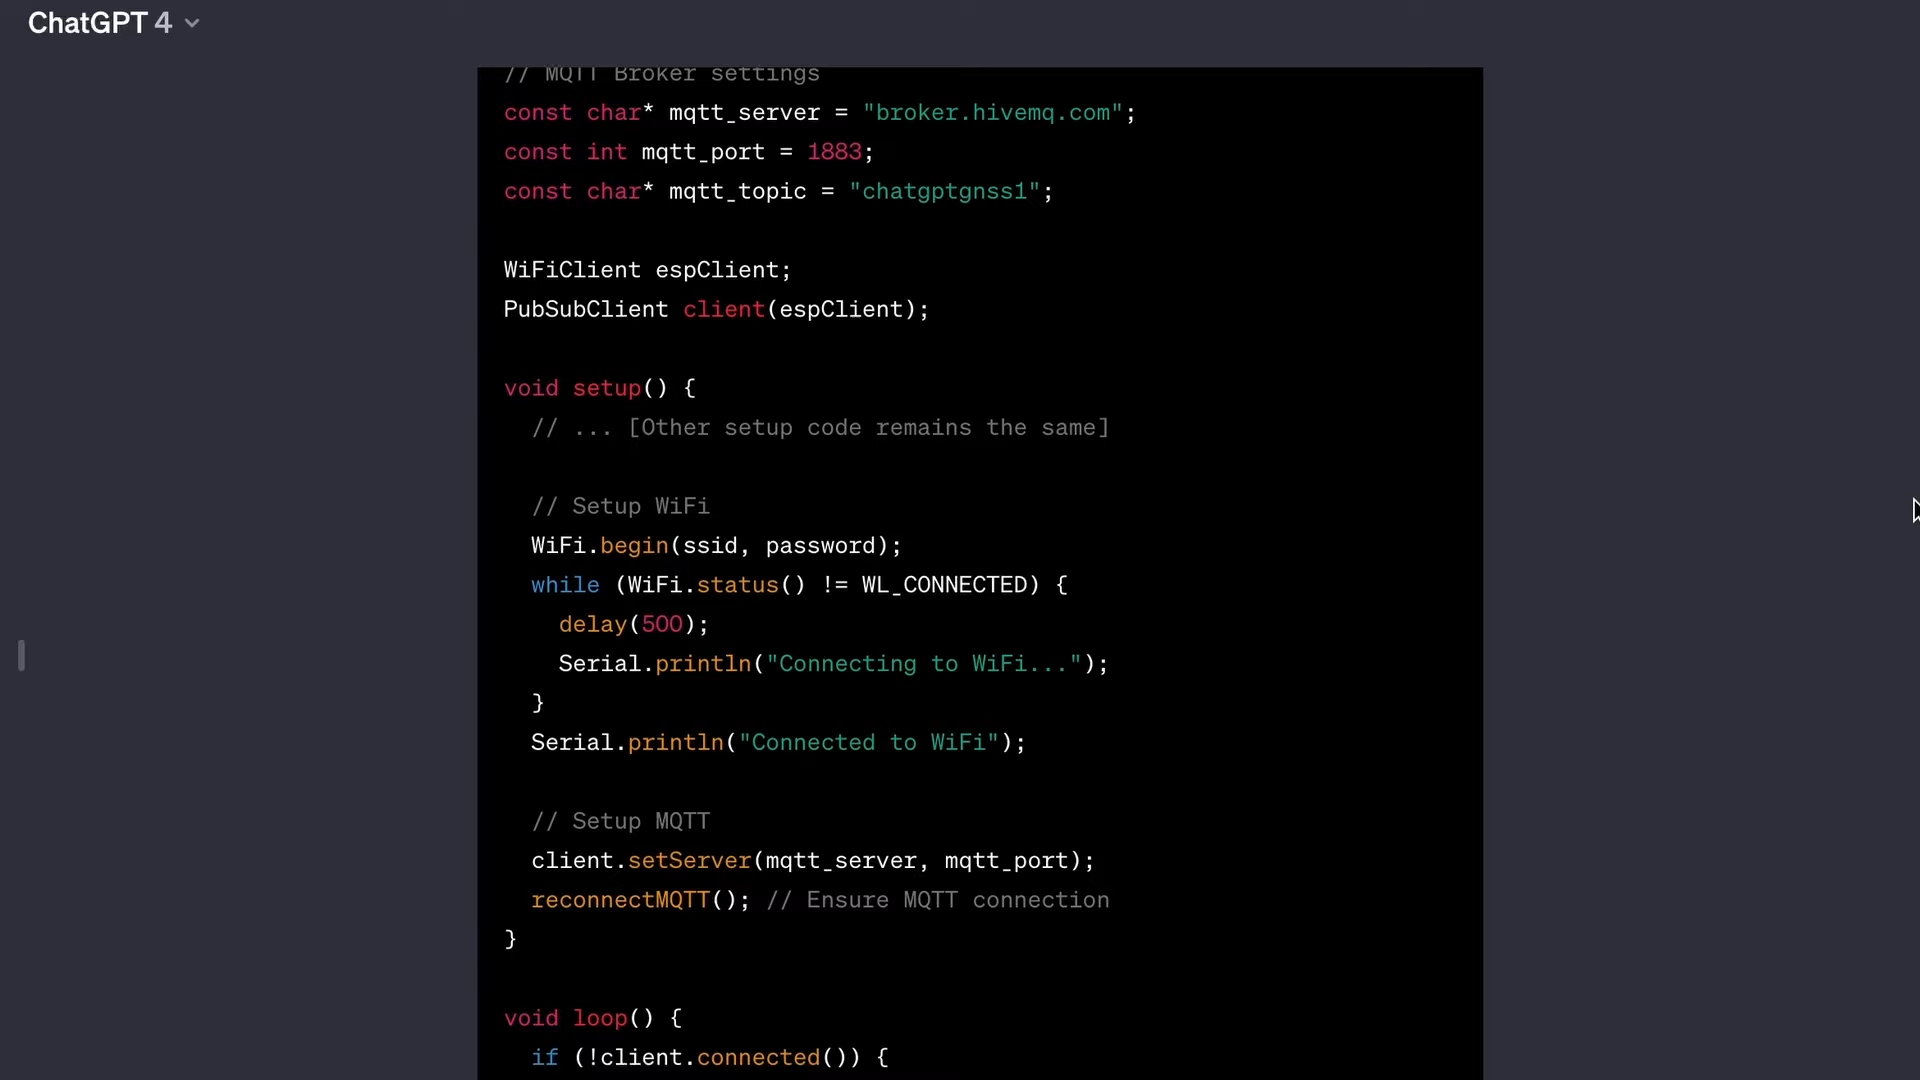 ChatGPT 4
// MQTT Broker settings
const char* mqtt_server = "broker.hivemq.com";
const int mqtt_port = 1883;
const char* mqtt_topic = "chatgptgnss1";
WiFiClient espClient;
PubSubClient client(espClient);
void setup() {
// ... [Other setup code remains the same]
// Setup WiFi
WiFi.begin(ssid, password);
while (WiFi.status() != WL_CONNECTED) {
delay(500);
Serial.println("Connecting to WiFi...");
}
Serial.println("Connected to WiFi");
// Setup MQTT
client.setServer(mqtt_server, mqtt_port);
reconnectMQTT(); // Ensure MQTT connection
}
void loop() {
if (!client.connected()) {